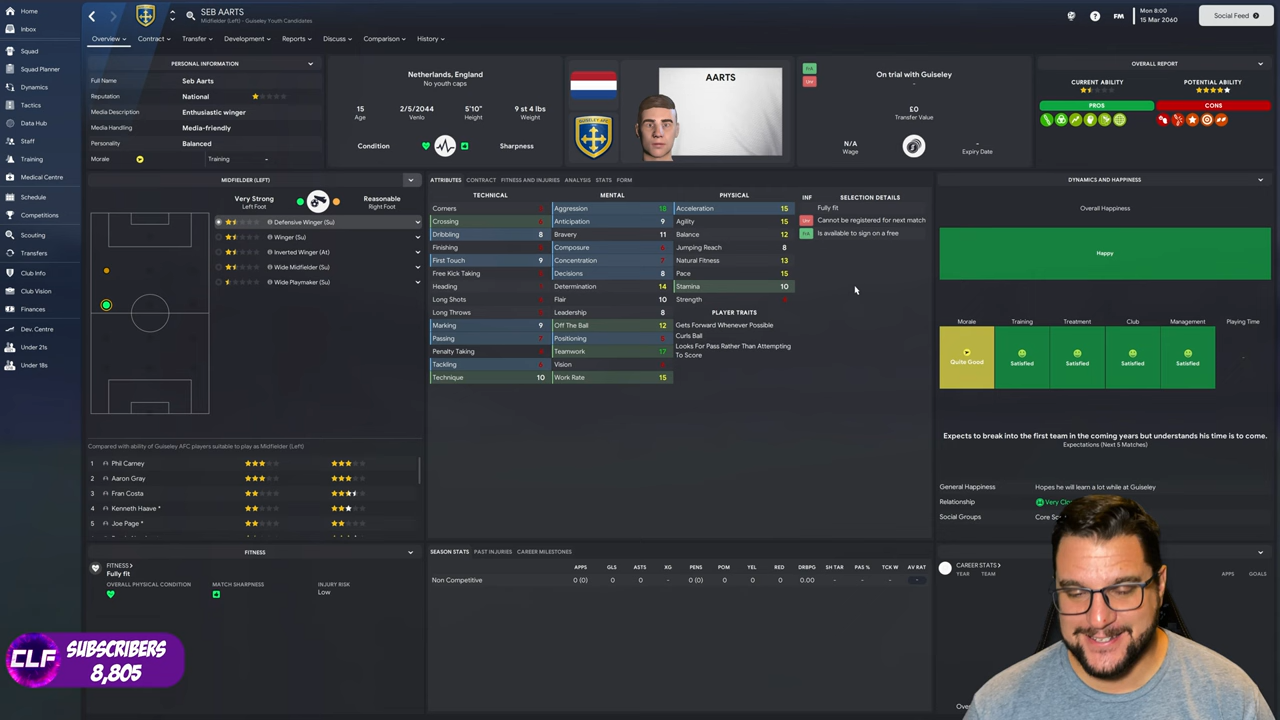 Home
Inbox
Squad
Squad Planner
Dynamics
Tactics
Data Hub
Staff
Training
Medical Centre
Schedule
Competitions
Scouting
Transfers
Club Info
Club Vision
Finances
Dev. Centre
Under 21s
Under 18s
SEB AARTS
Midfielder (Left) - Guiseley Youth Candidates
FM
Mon 8:00
15 Mar 2060
Social Feed
Overview
Contract
Transfer
Development
Reports
Discuss
Comparison
History
PERSONAL INFORMATION
Full Name Seb Aarts
Reputation National
Media Description Enthusiastic winger
Media Handling Media-friendly
Personality Balanced
Morale Training -
Netherlands, England
No youth caps
15 2/5/2044 5'10" 9 st 4 lbs
Age Venlo Height Weight
Condition Sharpness
GUISELEY AFC
AARTS
On trial with Guiseley
-
£0
Transfer Value
N/A -
Wage Expiry Date
OVERALL REPORT
CURRENT ABILITY POTENTIAL ABILITY
PROS CONS
MIDFIELDER (LEFT)
Very Strong Reasonable
Left Foot Right Foot
Defensive Winger (Su)
Winger (Su)
Inverted Winger (At)
Wide Midfielder (Su)
Wide Playmaker (Su)
Compared with ability of Guiseley AFC players suitable to play as Midfielder (Left)
1 Phil Carney
2 Aaron Gray
3 Fran Costa
4 Kenneth Haave *
5 Joe Page *
ATTRIBUTES CONTRACT FITNESS AND INJURIES ANALYSIS STATS FORM
TECHNICAL
Corners
Crossing
Dribbling 8
Finishing
First Touch 9
Free Kick Taking
Heading
Long Shots
Long Throws
Marking 9
Passing
Penalty Taking
Tackling
Technique 10
MENTAL
Aggression 18
Anticipation 9
Bravery 11
Composure
Concentration 7
Decisions 8
Determination 14
Flair 10
Leadership 8
Off The Ball 12
Positioning
Teamwork 17
Vision
Work Rate 15
PHYSICAL
Acceleration 15
Agility 15
Balance 12
Jumping Reach 8
Natural Fitness 13
Pace 15
Stamina 10
Strength
PLAYER TRAITS
Gets Forward Whenever Possible
Curls Ball
Looks For Pass Rather Than Attempting
To Score
INF SELECTION DETAILS
Fully fit
Unr Cannot be registered for next match
Is available to sign on a free
DYNAMICS AND HAPPINESS
Overall Happiness
Happy
Morale Training Treatment Club Management Playing Time
Quite Good Satisfied Satisfied Satisfied Satisfied
Expects to break into the first team in the coming years but understands his time is to come.
Expectations (Next 5 Matches)
General Happiness Hopes he will learn a lot while at Guiseley
Relationship
Social Groups
FITNESS
FITNESS>
Fully fit
OVERALL PHYSICAL CONDITION MATCH SHARPNESS INJURY RISK
Low
SEASON STATS PAST INJURIES CAREER MILESTONES
APPS GLS ASTS XG PENS POM YEL RED DRBPG SH TAR PAS % TCK W AV RAT
Non Competitive 0 (0) 0 0 - 0 (0) 0 0 0 0.00 - - - -
CAREER STATS>
YEAR TEAM APPS GOALS
CLF
SUBSCRIBERS
8,805